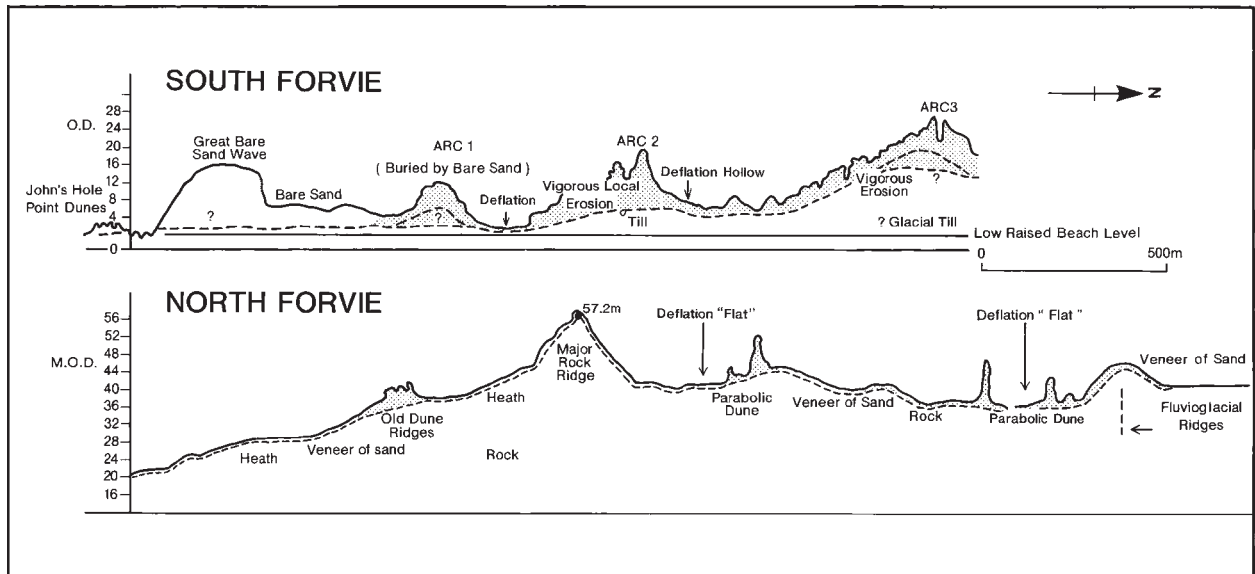 SOUTH FORVIE
N
O.D.
28
24
20
16
12
8
4
0
John's Hole
Point Dunes
Great Bare
Sand Wave
?
Bare Sand
ARC 1
( Buried by Bare Sand )
?
Deflation
Vigorous Local
Erosion
ARC 2
Till
Deflation Hollow
ARC3
Vigorous
Erosion
?
? Glacial Till
Low Raised Beach Level
0
500m
NORTH FORVIE
M.O.D.
56
52
48
44
40
36
32
28
24
20
16
Heath
Veneer of sand
Old Dune
Ridges
Heath
Rock
57.2m
Major
Rock
Ridge
Deflation "Flat"
Parabolic
Dune
Veneer of Sand
Rock
Deflation " Flat "
Parabolic Dune
Veneer of Sand
Fluvioglacial
Ridges